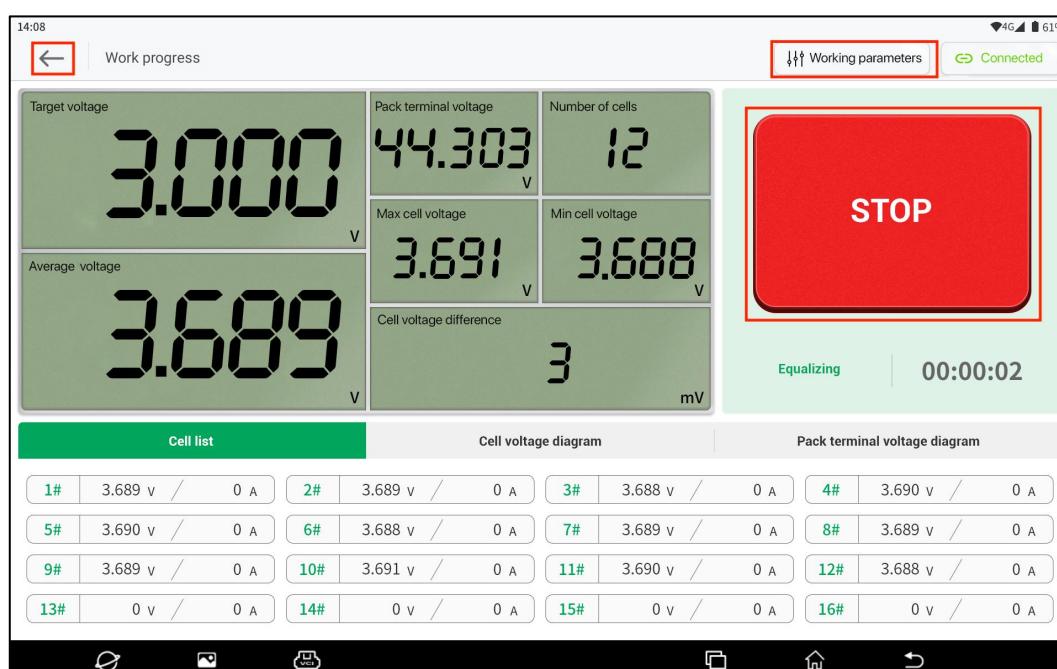 14:08
4G 61
Work progress
Working parameters
Connected
Target voltage
3.000
V
Pack terminal voltage
44.303
V
Number of cells
12
Max cell voltage
3.691
V
Min cell voltage
3.688
V
Average voltage
3.689
V
Cell voltage difference
3
mV
STOP
Equalizing
00:00:02
Cell list
Cell voltage diagram
Pack terminal voltage diagram
1# 3.689 V / 0 A 2# 3.689 V / 0 A 3# 3.688 V / 0 A 4# 3.690 V / 0 A
5# 3.690 V / 0 A 6# 3.688 V / 0 A 7# 3.689 V / 0 A 8# 3.689 V / 0 A
9# 3.689 V / 0 A 10# 3.691 V / 0 A 11# 3.690 V / 0 A 12# 3.688 V / 0 A
13# 0 V / 0 A 14# 0 V / 0 A 15# 0 V / 0 A 16# 0 V / 0 A
VCI